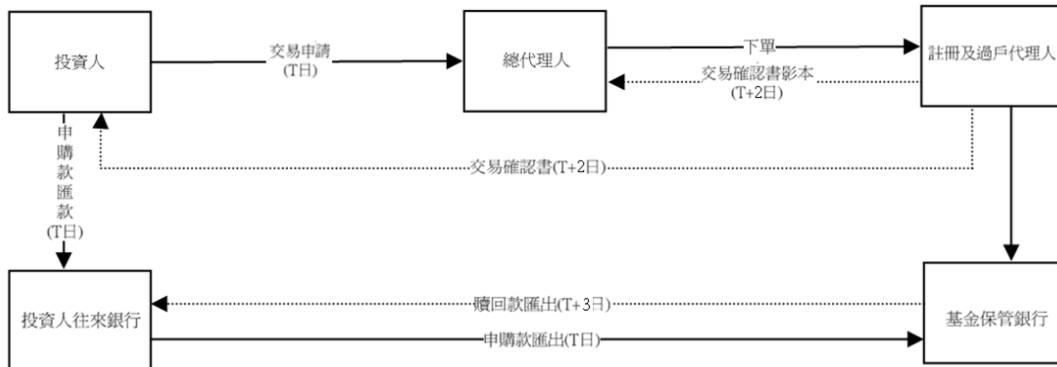 投資人
交易申請
(T日)
總代理人
下單
交易確認書影本
(T+2日)
註冊及過戶代理人
申購款匯款
(T日)
交易確認書(T+2日)
投資人往來銀行
贖回款匯出(T+3日)
申購款匯出(T日)
基金保管銀行